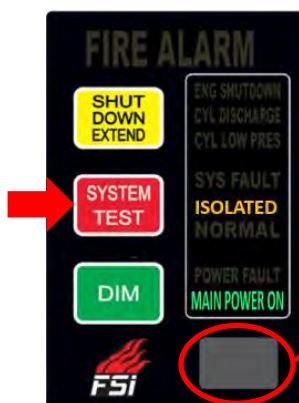 FIRE ALARM
SHUT
DOWN
EXTEND
ENG SHUTDOWN
CYL DISCHARGE
CYL LOW PRES
SYSTEM
TEST
SYS FAULT
ISOLATED
NORMAL
DIM
POWER FAULT
MAIN POWER ON
FSi